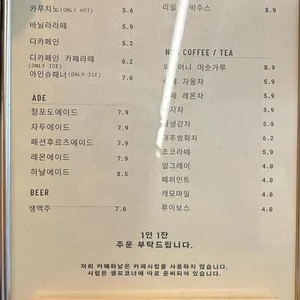 카푸치노(ONLY HOT) 5.6
바닐라라떼 5.9
디카페인 5.2
디카페인 카페라떼 6.2
(ONLY ICE)
아인슈페너(ONLY ICE) 7.0
ADE
청포도에이드 7.9
자두에이드 7.9
패션후르츠에이드 7.9
레몬에이드 7.9
하날에이드 8.5
BEER
생맥주 7.0
8.9
COFFEE / TEA
미숫가루 8.9
자몽차 5.9
레몬차 5.9
자차 5.9
생강차 5.9
대추쌍화차 6.2
초코라떼 5.9
얼그레이 4.0
페퍼민트 4.0
캐모마일 4.0
루이보스 4.0
1인 1잔
주문 부탁드립니다.
저희 카페하날은 카페시럽을 사용하지 않습니다.
시럽은 셀프코너에 따로 준비되어 있습니다.